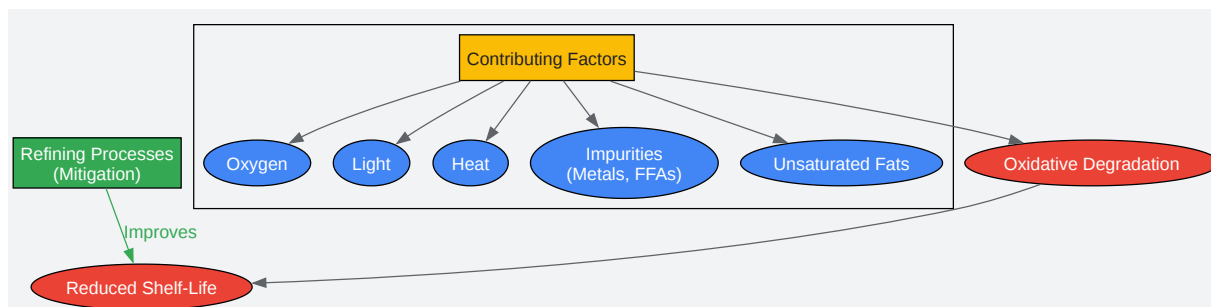 Contributing Factors
Refining Processes
(Mitigation)
Oxygen
Light
Heat
Impurities
(Metals, FFAs)
Unsaturated Fats
Oxidative Degradation
Improves
Reduced Shelf-Life